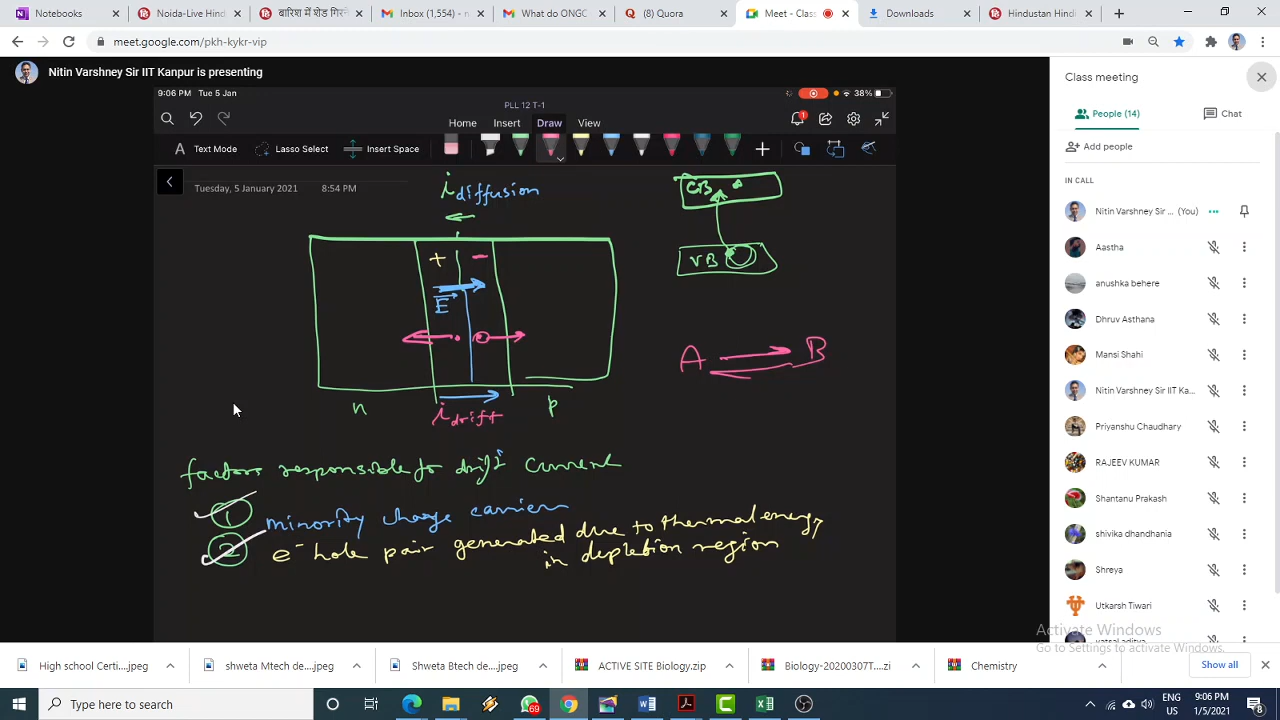 Notebooks
Noida-Live Hindi
बारिश में प्रोड
Inbox (1,554) - m
What do ONGC
(8) Quora
Meet - Class
Downloads
Hindustan Hindi
meet.google.com/pkh-kykr-vip
Nitin Varshney Sir IIT Kanpur is presenting
9:06 PM Tue 5 Jan
38%
PLL 12 T-1
Home Insert Draw View
Text Mode Lasso Select Insert Space
Tuesday, 5 January 2021 8:54 PM
i diffusion
+ -
E
n
i drift
p
CB
VB
A B
factors responsible to drift current
1 minority charge carrier
2 e- hole pair generated due to thermal energy
in depletion region
Class meeting
People (14) Chat
Add people
IN CALL
Nitin Varshney Sir ... (You)
Aastha
anushka behere
Dhruv Asthana
Mansi Shahi
Nitin Varshney Sir IIT Ka...
Priyanshu Chaudhary
RAJEEV KUMAR
Shantanu Prakash
shivika dhandhania
Shreya
Utkarsh Tiwari
vatsal aditya
Activate Windows
Go to Settings to activate Windows.
High school Certi....jpeg
shweta Mtech de....jpeg
Shweta Btech de....jpeg
ACTIVE SITE Biology.zip
Biology-20200307T....zi
Chemistry
Show all
Type here to search
69
ENG
US
9:06 PM
1/5/2021
8